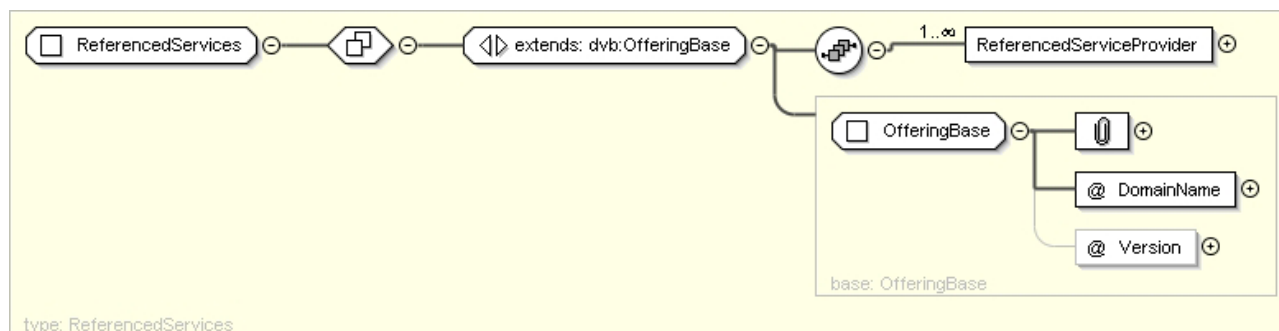 ReferencedServices
extends: dvb:OfferingBase
1..∞
ReferencedServiceProvider
OfferingBase
@ DomainName
@ Version
base: OfferingBase
type: ReferencedServices